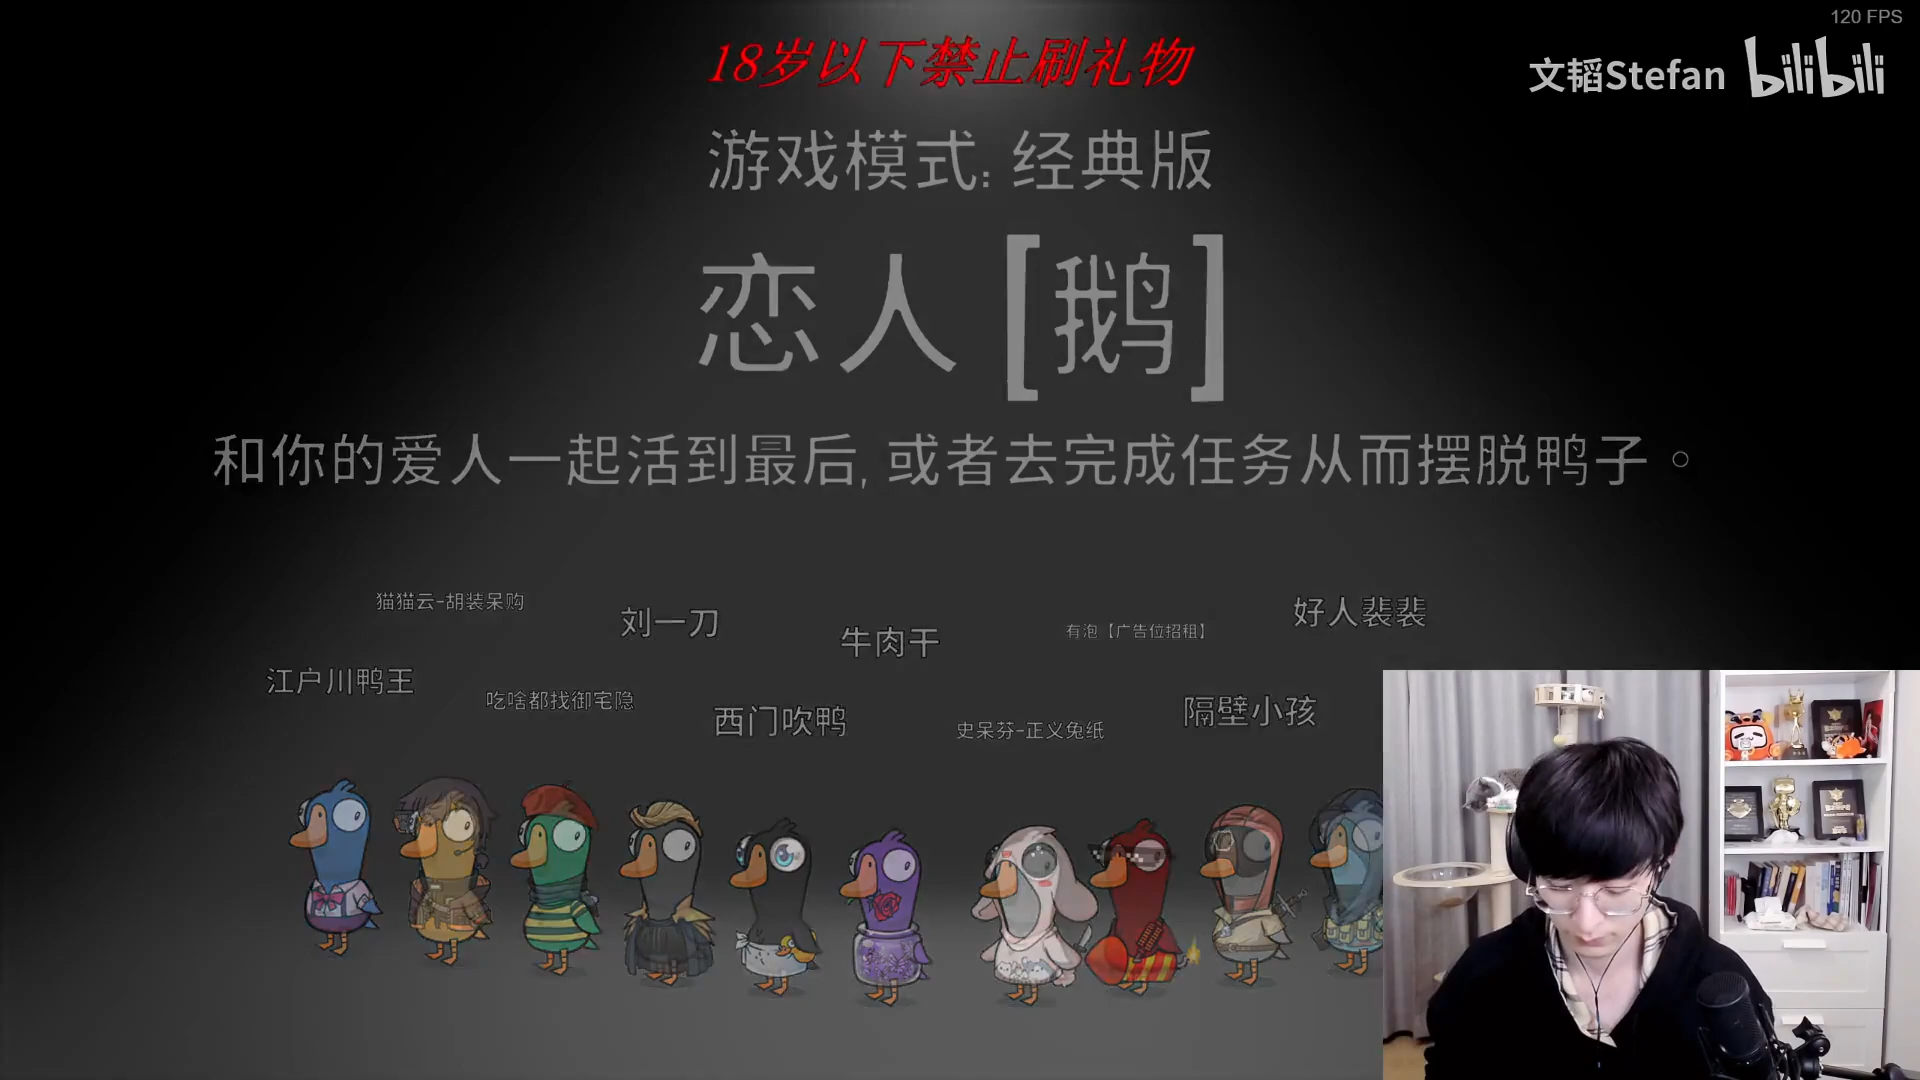 120 FPS
18岁以下禁止刷礼物
文韬Stefan bilibili
游戏模式: 经典版
恋人 [鹅]
和你的爱人一起活到最后, 或者去完成任务从而摆脱鸭子。
猫猫云-胡装呆购
刘一刀
牛肉干
有泡【广告位招租】
好人裴裴
江户川鸭王
吃啥都找御宅隐
西门吹鸭
史呆芬-正义兔纸
隔壁小孩